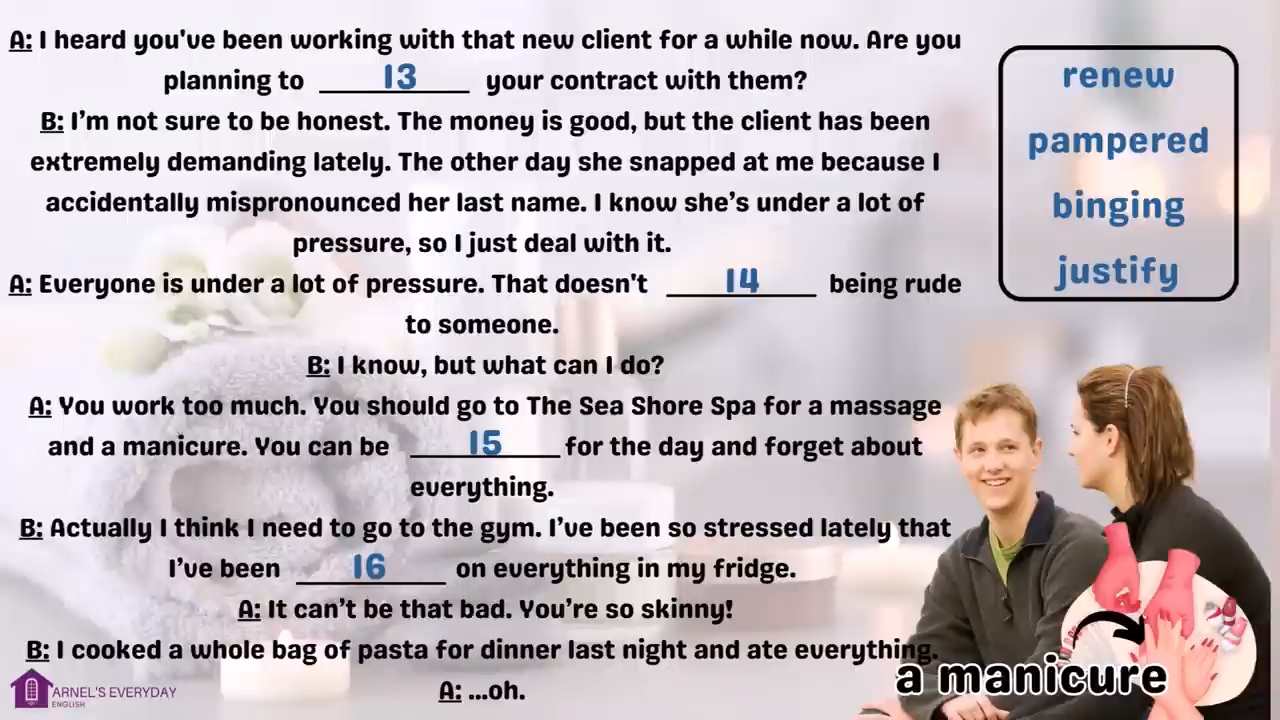 A: I heard you've been working with that new client for a while now. Are you
planning to 13 your contract with them?
B: I'm not sure to be honest. The money is good, but the client has been
extremely demanding lately. The other day she snapped at me because I
accidentally mispronounced her last name. I know she's under a lot of
pressure, so I just deal with it.
A: Everyone is under a lot of pressure. That doesn't 14 being rude
to someone.
B: I know, but what can I do?
A: You work too much. You should go to The Sea Shore Spa for a massage
and a manicure. You can be 15 for the day and forget about
everything.
B: Actually I think I need to go to the gym. I've been so stressed lately that
I've been 16 on everything in my fridge.
A: It can't be that bad. You're so skinny!
B: I cooked a whole bag of pasta for dinner last night and ate everything.
A: ...oh.
renew
pampered
binging
justify
a manicure
ARNEL'S EVERYDAY
ENGLISH